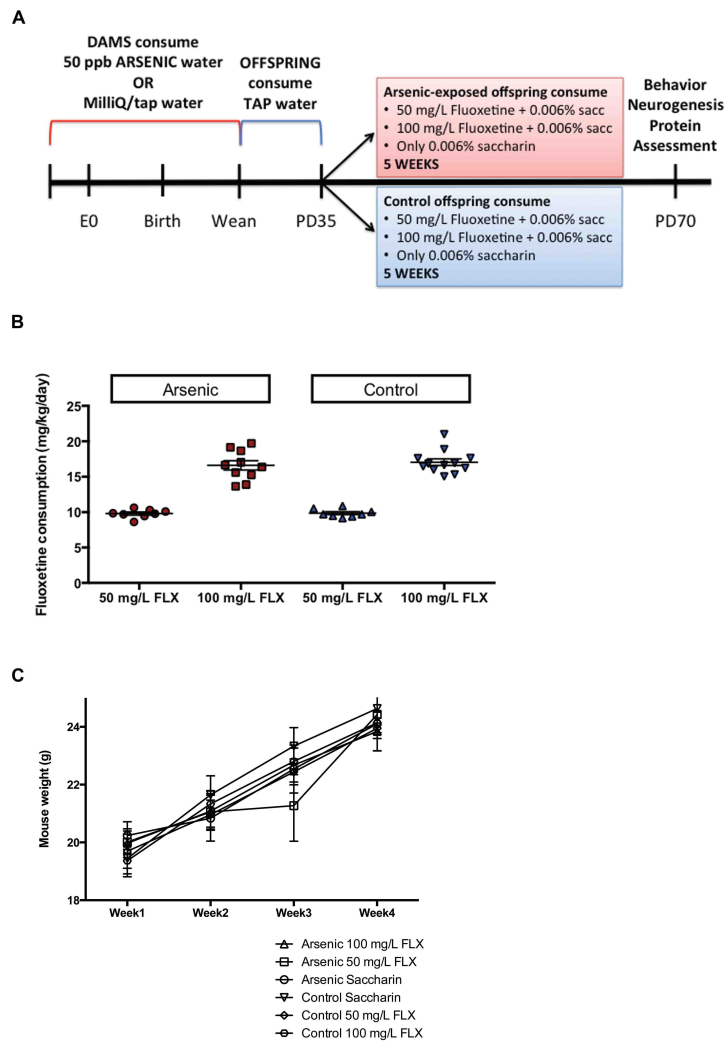 A
DAMS consume
50 ppb ARSENIC water
OR
MilliQ/tap water
OFFSPRING
consume
TAP water
Arsenic-exposed offspring consume
• 50 mg/L Fluoxetine + 0.006% sacc
• 100 mg/L Fluoxetine + 0.006% sacc
• Only 0.006% saccharin
5 WEEKS
Behavior
Neurogenesis
Protein
Assessment
E0
Birth
Wean
PD35
Control offspring consume
• 50 mg/L Fluoxetine + 0.006% sacc
• 100 mg/L Fluoxetine + 0.006% sacc
• Only 0.006% saccharin
5 WEEKS
PD70
B
Arsenic
Control
Fluoxetine consumption (mg/kg/day)
25
20
15
10
5
0
50 mg/L FLX
100 mg/L FLX
50 mg/L FLX
100 mg/L FLX
C
Mouse weight (g)
24
22
20
18
Week1
Week2
Week3
Week4
Arsenic 100 mg/L FLX
Arsenic 50 mg/L FLX
Arsenic Saccharin
Control Saccharin
Control 50 mg/L FLX
Control 100 mg/L FLX